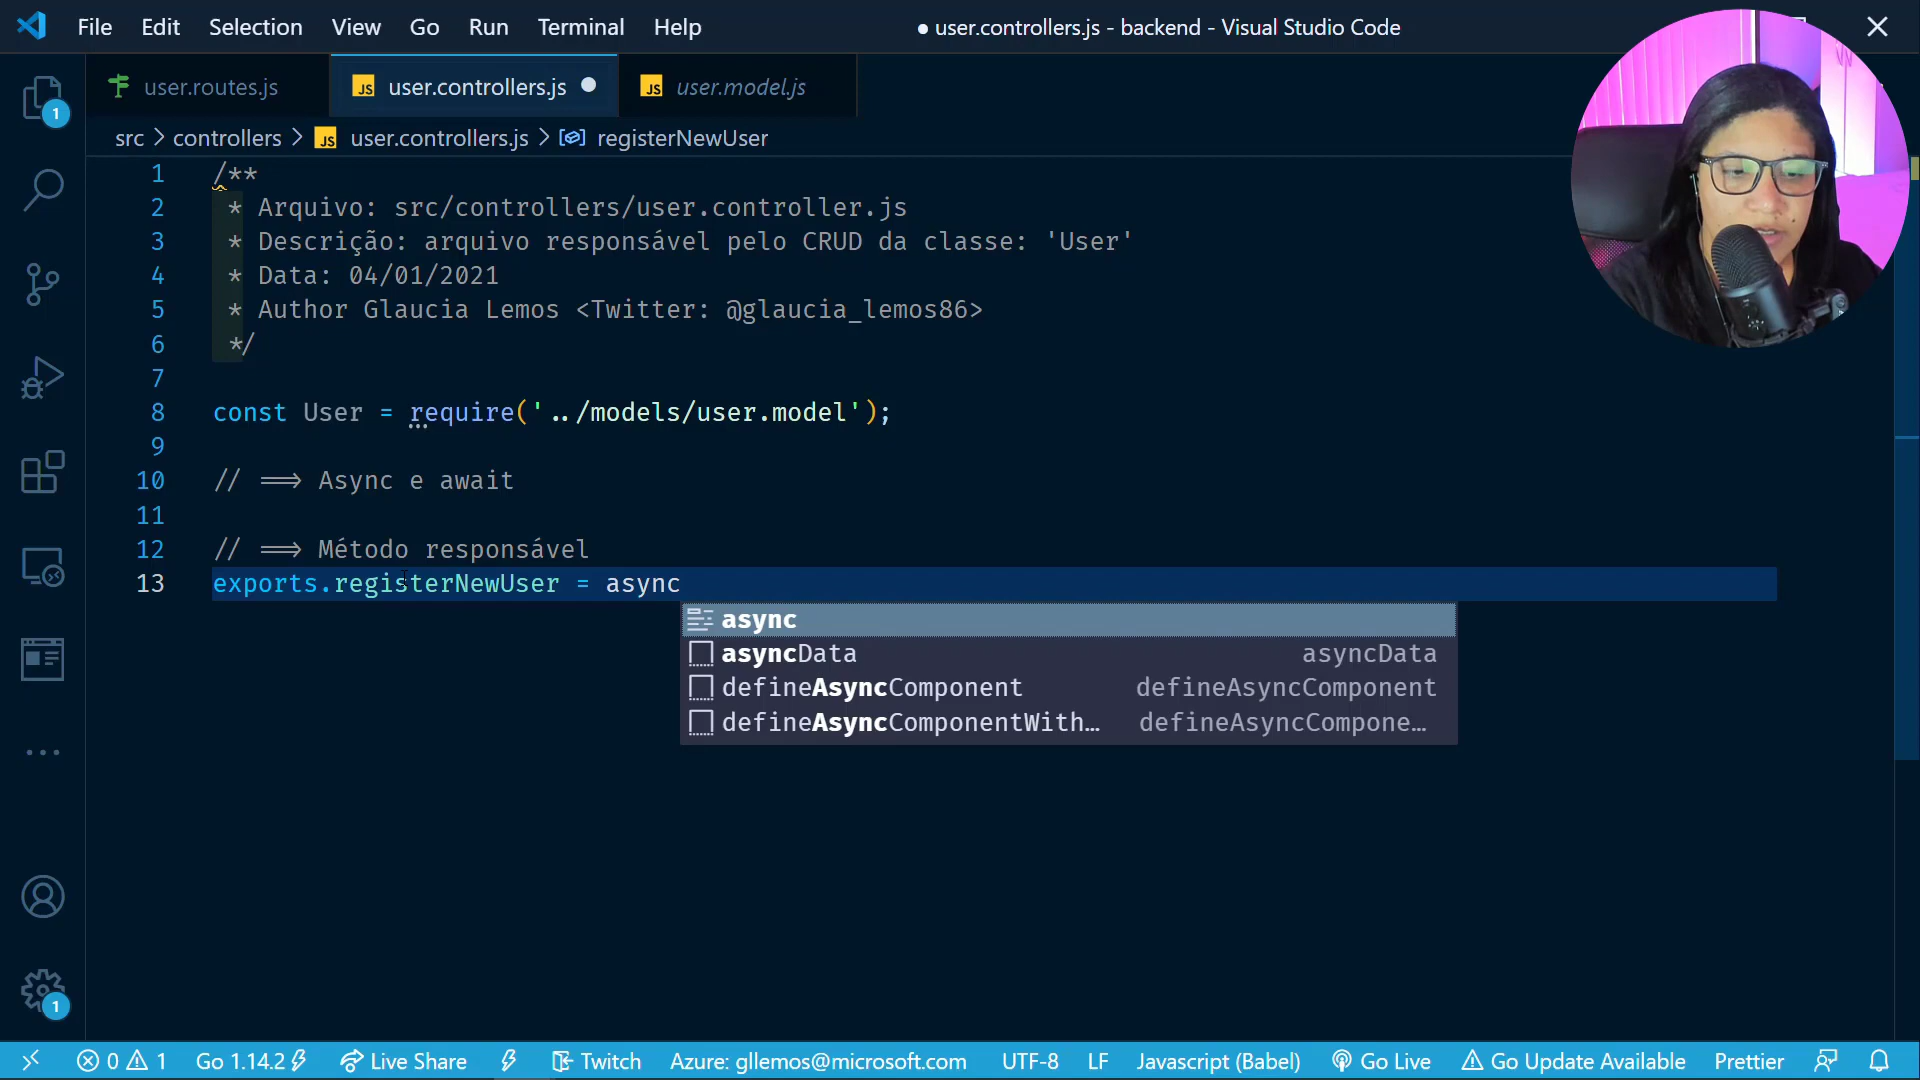 File Edit Selection View Go Run Terminal Help
● user.controllers.js - backend - Visual Studio Code
user.routes.js
user.controllers.js ●
user.model.js
src > controllers > JS user.controllers.js > registerNewUser
1 /**
2 * Arquivo: src/controllers/user.controller.js
3 * Descrição: arquivo responsável pelo CRUD da classe: 'User'
4 * Data: 04/01/2021
5 * Author Glaucia Lemos <Twitter: @glaucia_lemos86>
6 */
7
8 const User = require('../models/user.model');
9
10 // ==> Async e await
11
12 // ==> Método responsável
13 exports.registerNewUser = async
async
asyncData asyncData
defineAsyncComponent defineAsyncComponent
defineAsyncComponentWith… defineAsyncCompone…
1
1
0 1 Go 1.14.2 Live Share Twitch Azure: gllemos@microsoft.com UTF-8 LF Javascript (Babel) Go Live Go Update Available Prettier